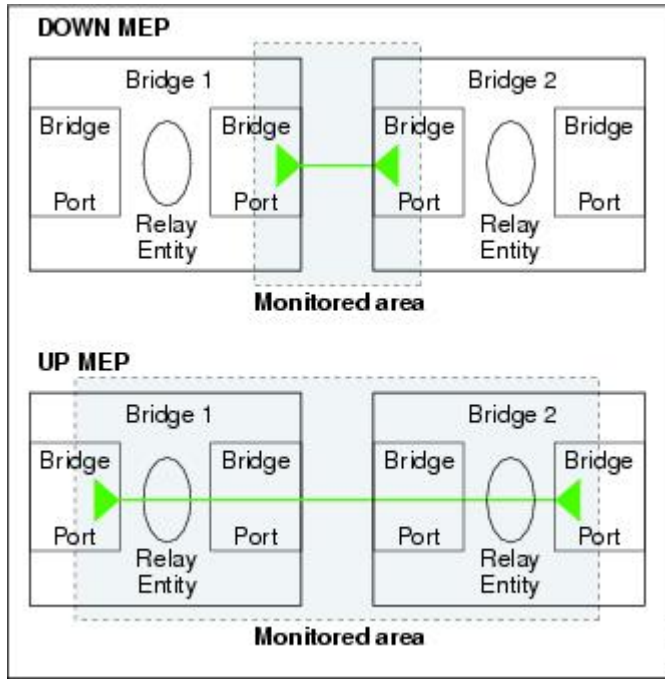 DOWN MEP
Bridge 1
Bridge 2
Bridge
Bridge
Bridge
Bridge
Port
Port
Port
Port
Relay
Entity
Relay
Entity
Monitored area
UP MEP
Bridge 1
Bridge 2
Bridge
Bridge
Bridge
Bridge
Port
Port
Port
Port
Relay
Entity
Relay
Entity
Monitored area